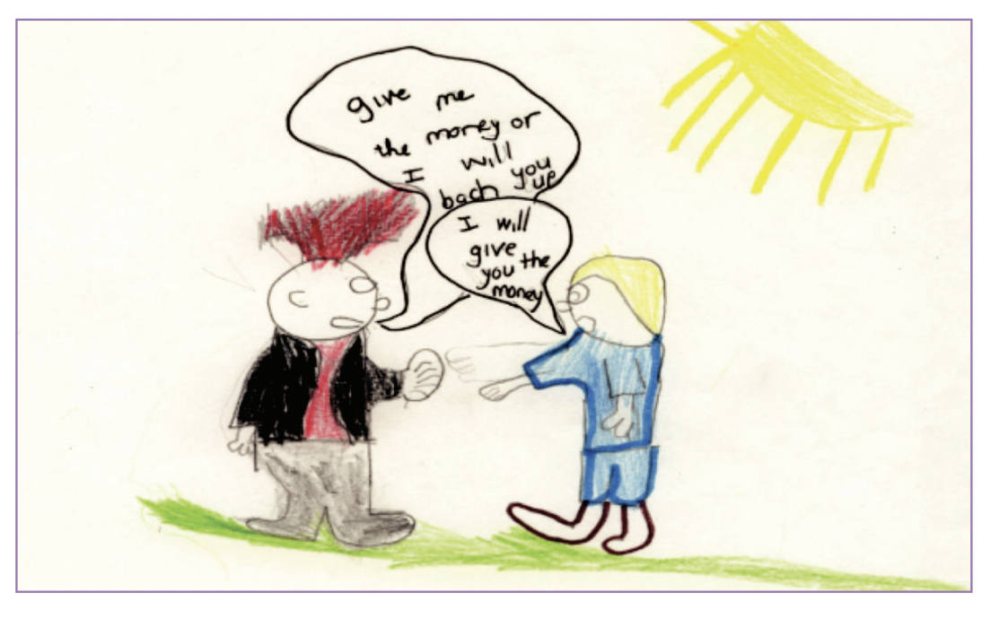 give me
the money or
I will you
bach up
I will
give
you the
money